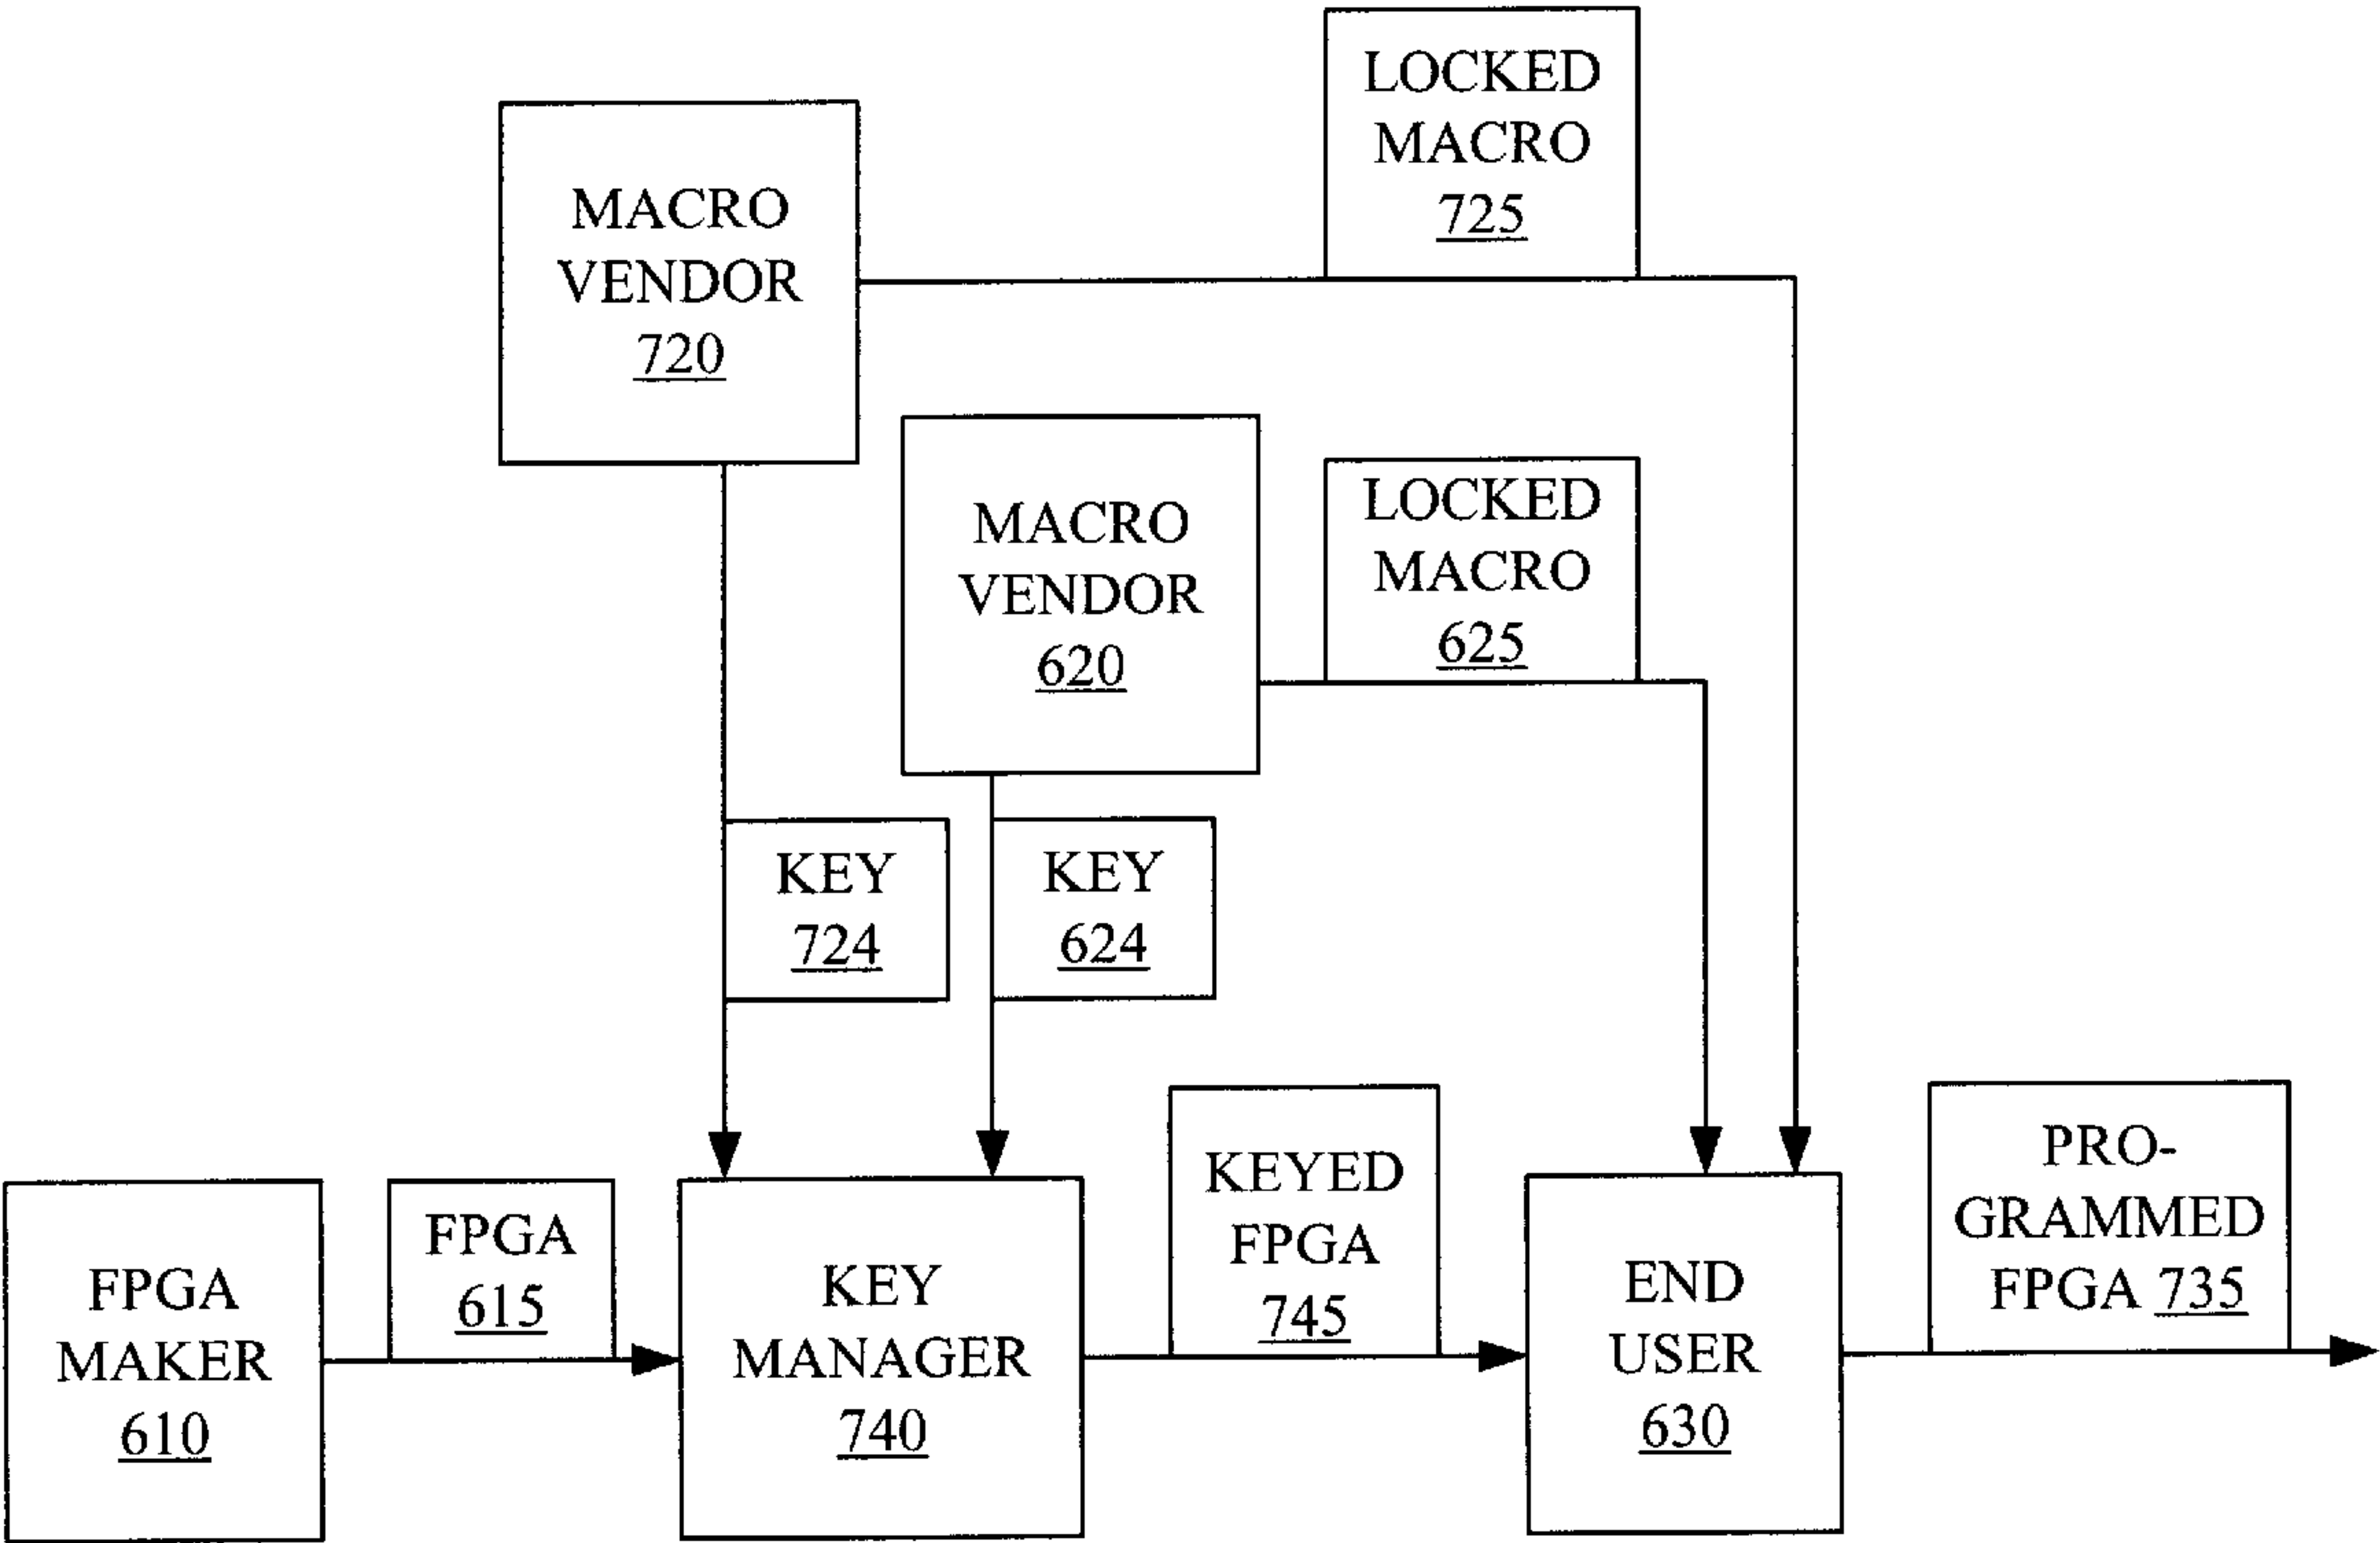 LOCKED
MACRO
725
MACRO
VENDOR
720
MACRO
VENDOR
620
LOCKED
MACRO
625
KEY
724
KEY
624
FPGA
MAKER
610
FPGA
615
KEY
MANAGER
740
KEYED
FPGA
745
END
USER
630
PRO-
GRAMMED
FPGA 735